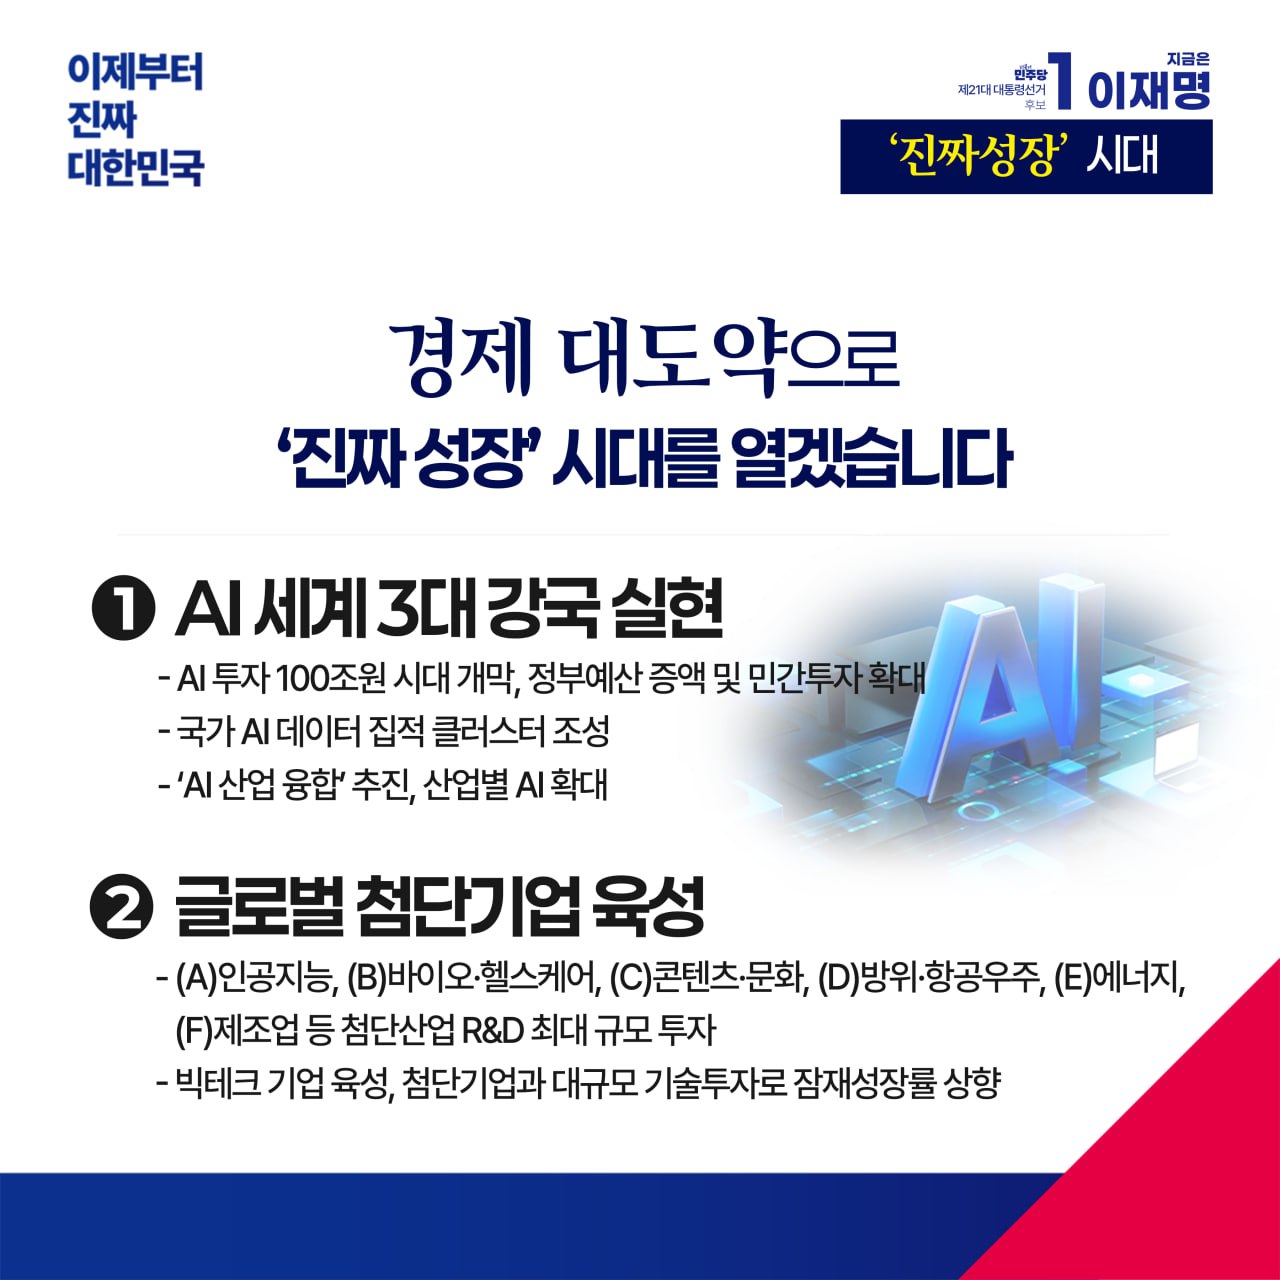 이제부터
진짜
대한민국
지금은
민주당
제21대 대통령선거
후보
1 이재명
‘진짜성장’ 시대
경제 대도약으로
‘진짜 성장’ 시대를 열겠습니다
❶ AI 세계 3대 강국 실현
- AI 투자 100조원 시대 개막, 정부예산 증액 및 민간투자 확대
- 국가 AI 데이터 집적 클러스터 조성
- ‘AI 산업 융합’ 추진, 산업별 AI 확대
AI
❷ 글로벌 첨단기업 육성
- (A)인공지능, (B)바이오·헬스케어, (C)콘텐츠·문화, (D)방위·항공우주, (E)에너지,
(F)제조업 등 첨단산업 R&D 최대 규모 투자
- 빅테크 기업 육성, 첨단기업과 대규모 기술투자로 잠재성장률 상향